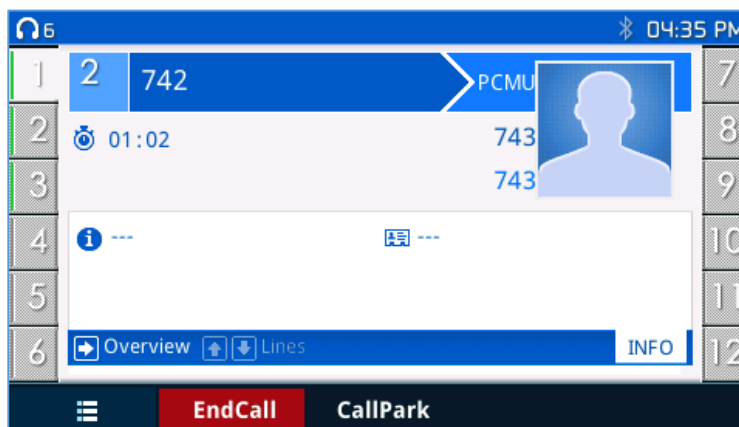 6 04:35 PM
1 2 742 PCMU 7
2 01:02 743 8
3 743 9
4 --- --- 10
5 11
6 Overview Lines INFO 12
EndCall CallPark